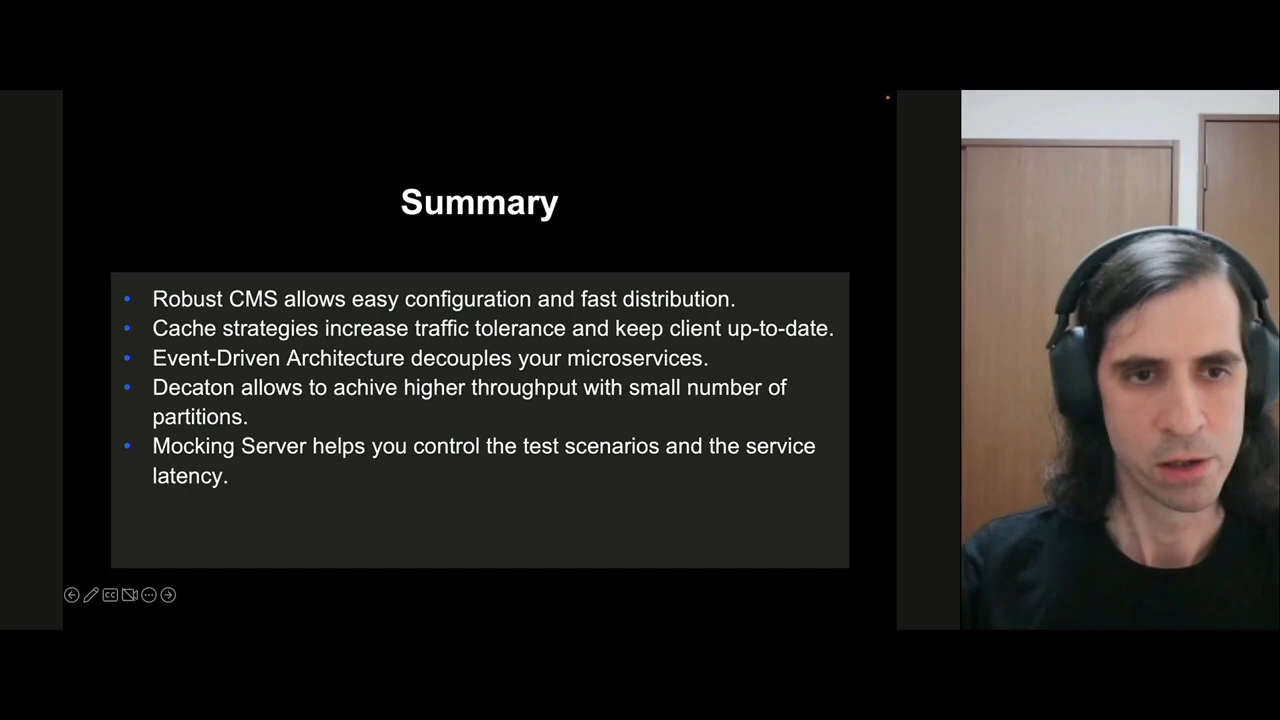 Summary
• Robust CMS allows easy configuration and fast distribution.
• Cache strategies increase traffic tolerance and keep client up-to-date.
• Event-Driven Architecture decouples your microservices.
• Decaton allows to achive higher throughput with small number of
partitions.
• Mocking Server helps you control the test scenarios and the service
latency.
CC